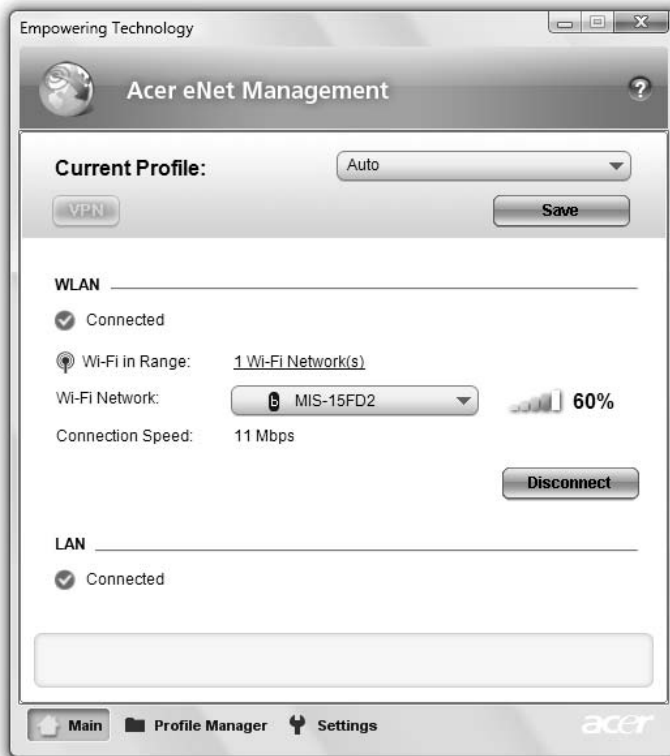 Empowering Technology
Acer eNet Management
?
Current Profile: Auto
VPN Save
WLAN
Connected
Wi-Fi in Range: 1 Wi-Fi Network(s)
Wi-Fi Network: b MIS-15FD2 60%
Connection Speed: 11 Mbps
Disconnect
LAN
Connected
Main Profile Manager Settings acer